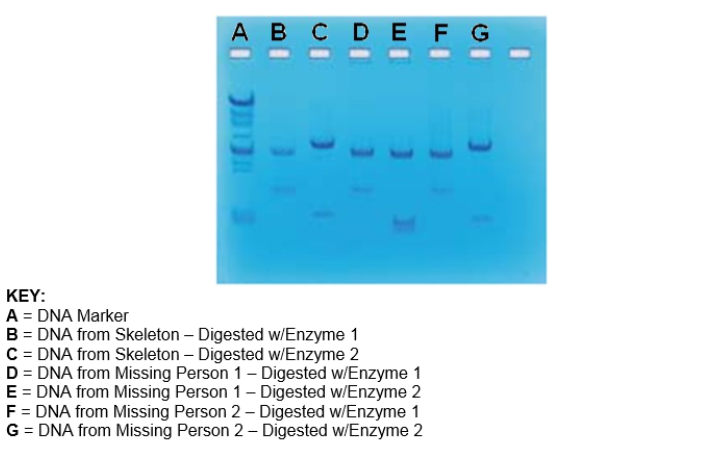 A B C D E F G
KEY:
A = DNA Marker
B = DNA from Skeleton – Digested w/Enzyme 1
C = DNA from Skeleton – Digested w/Enzyme 2
D = DNA from Missing Person 1 – Digested w/Enzyme 1
E = DNA from Missing Person 1 – Digested w/Enzyme 2
F = DNA from Missing Person 2 – Digested w/Enzyme 1
G = DNA from Missing Person 2 – Digested w/Enzyme 2